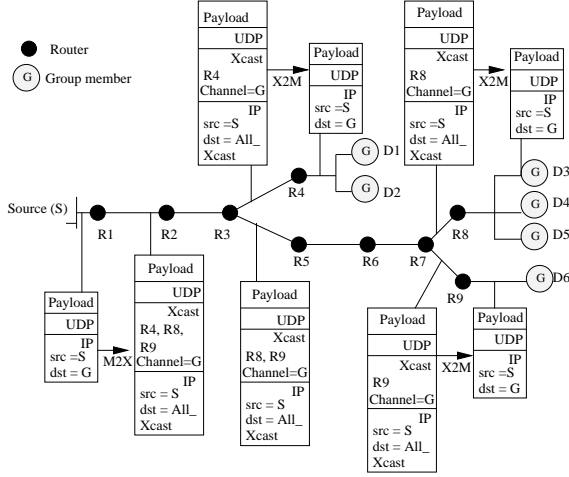 Router
G
Group member
Payload
UDP
Xcast
R4
Channel=G
IP
src =S
dst = All_
Xcast
X2M
Payload
UDP
IP
src =S
dst = G
Payload
UDP
Xcast
R8
Channel=G
IP
src =S
dst = All_
Xcast
X2M
Payload
UDP
IP
src =S
dst = G
G
D1
G
D2
R4
G
D3
G
D4
G
D5
R8
Source (S)
R1
R2
R3
R5
R6
R7
R9
G
D6
Payload
UDP
IP
src =S
dst = G
M2X
Payload
UDP
Xcast
R4, R8,
R9
Channel=G
IP
src = S
dst = All_
Xcast
Payload
UDP
Xcast
R8, R9
Channel=G
IP
src = S
dst = All_
Xcast
Payload
UDP
Xcast
R9
Channel=G
IP
src = S
dst = All_
Xcast
X2M
Payload
UDP
IP
src =S
dst = G